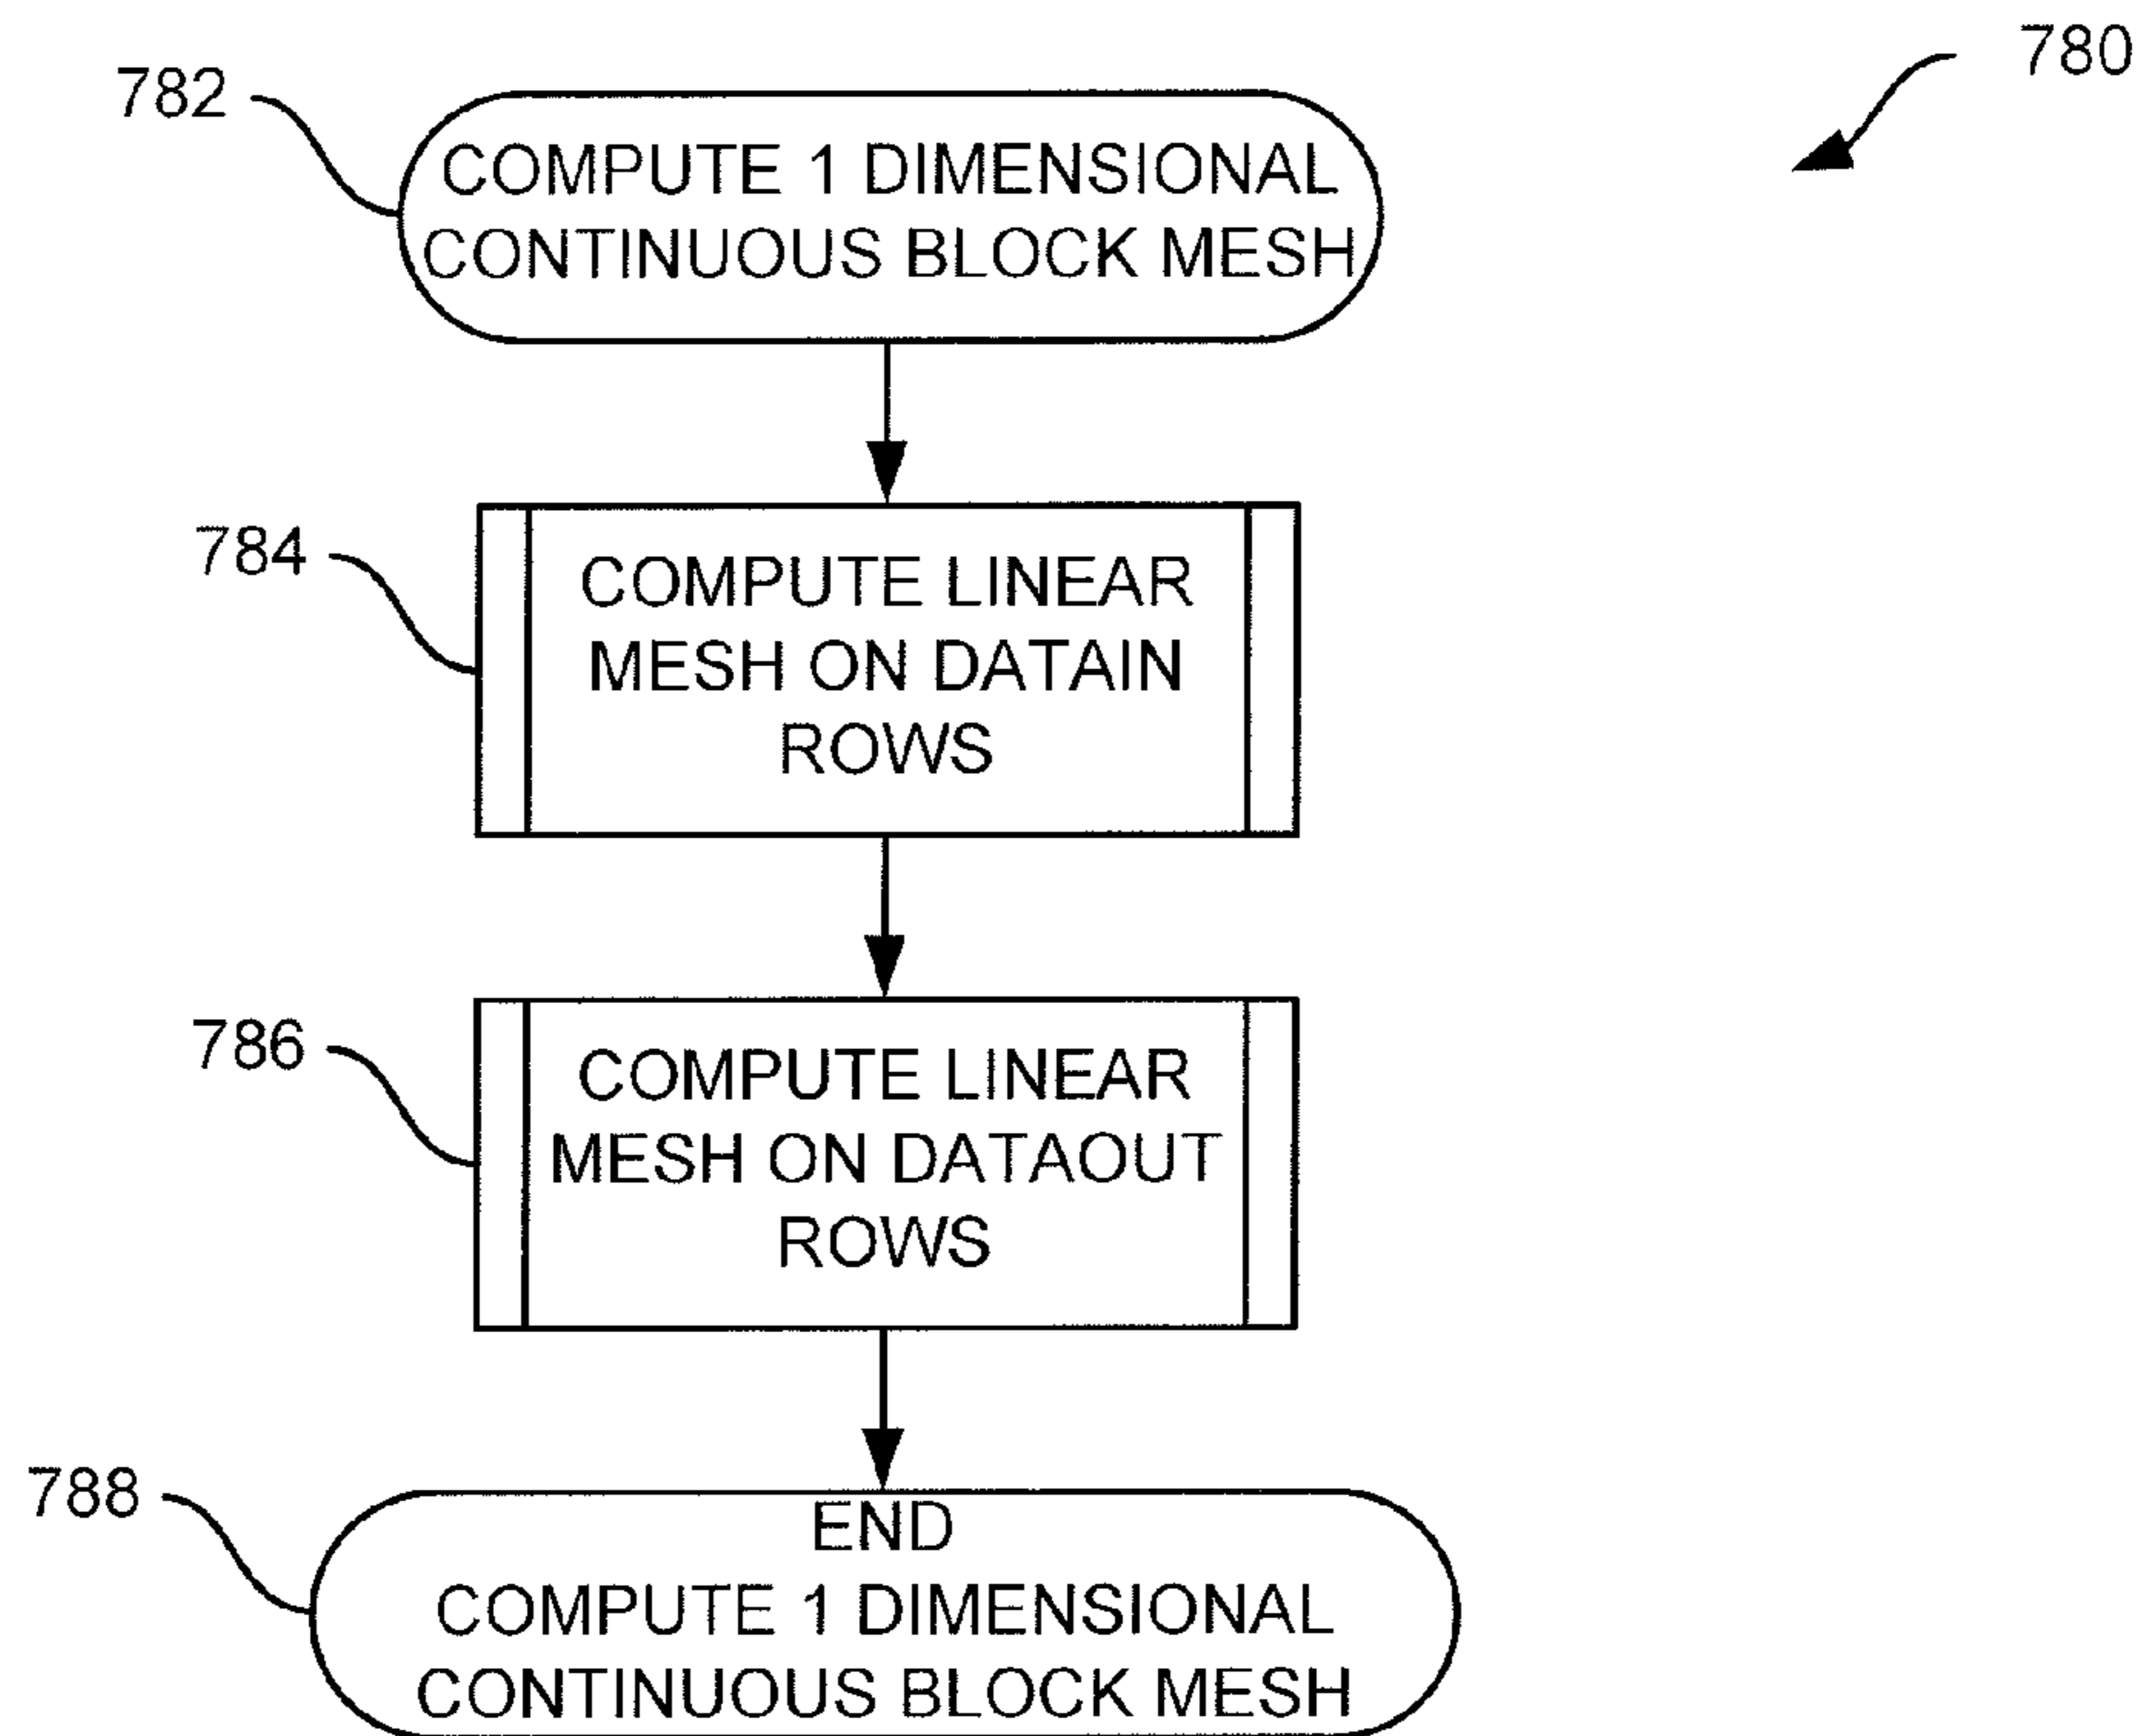 780
782
COMPUTE 1 DIMENSIONAL
CONTINUOUS BLOCK MESH
784
COMPUTE LINEAR
MESH ON DATAIN
ROWS
786
COMPUTE LINEAR
MESH ON DATAOUT
ROWS
788
END
COMPUTE 1 DIMENSIONAL
CONTINUOUS BLOCK MESH